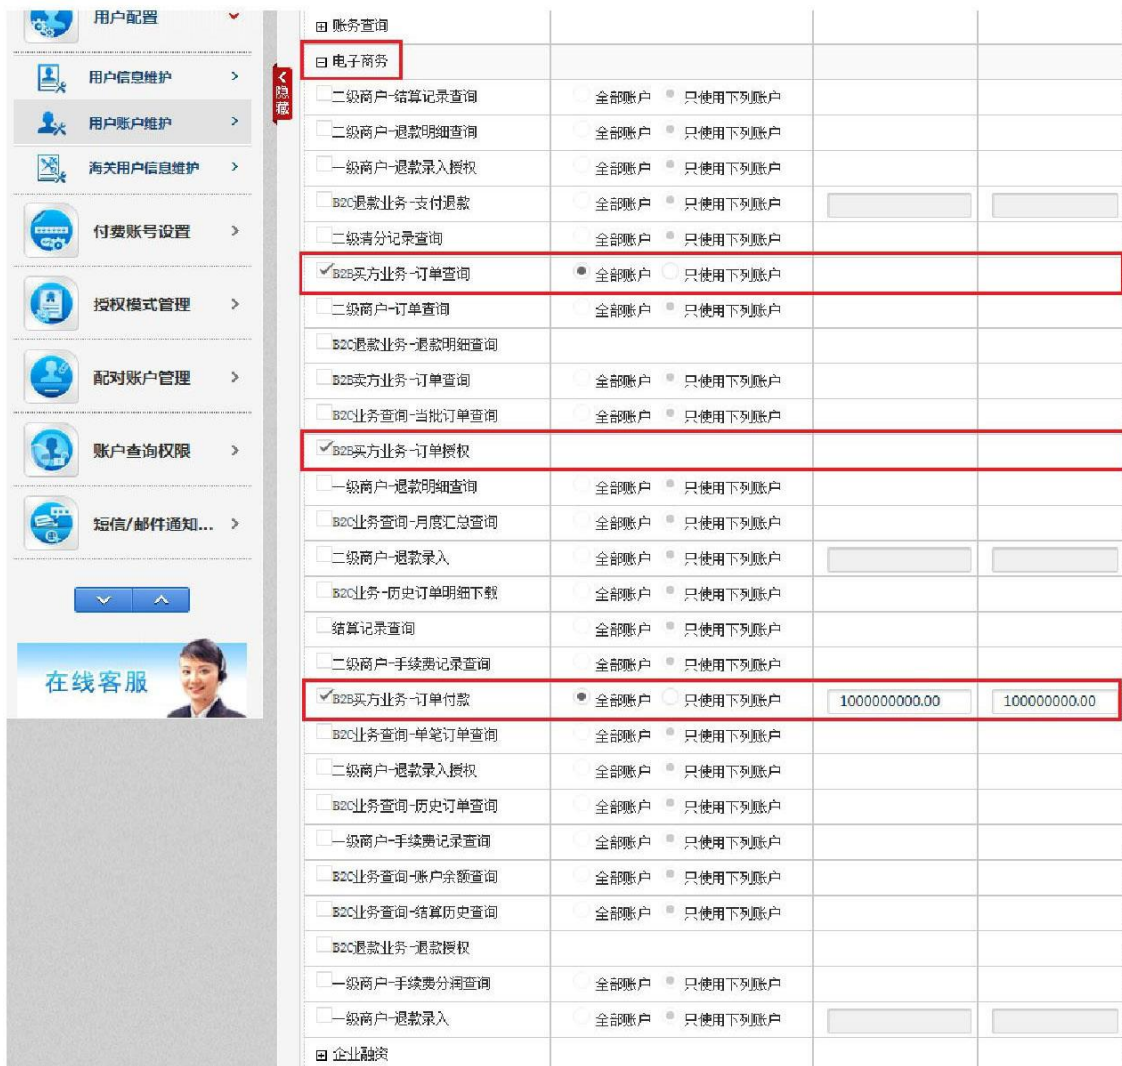 用户配置
用户信息维护
用户账户维护
海关用户信息维护
付费账号设置
授权模式管理
配对账户管理
账户查询权限
短信/邮件通知...
在线客服
隐藏
账务查询
电子商务
二级商户-结算记录查询 全部账户 只使用下列账户
二级商户-退款明细查询 全部账户 只使用下列账户
一级商户-退款录入授权 全部账户 只使用下列账户
B2C退款业务-支付退款 全部账户 只使用下列账户
二级清分记录查询 全部账户 只使用下列账户
B2B买方业务-订单查询 全部账户 只使用下列账户
二级商户-订单查询 全部账户 只使用下列账户
B2C退款业务-退款明细查询
B2B卖方业务-订单查询 全部账户 只使用下列账户
B2C业务查询-当批订单查询 全部账户 只使用下列账户
B2B买方业务-订单授权
一级商户-退款明细查询 全部账户 只使用下列账户
B2C业务查询-月度汇总查询 全部账户 只使用下列账户
二级商户-退款录入 全部账户 只使用下列账户
B2C业务-历史订单明细下载 全部账户 只使用下列账户
结算记录查询 全部账户 只使用下列账户
二级商户-手续费记录查询 全部账户 只使用下列账户
B2B买方业务-订单付款 全部账户 只使用下列账户 1000000000.00 100000000.00
B2C业务查询-单笔订单查询 全部账户 只使用下列账户
二级商户-退款录入授权 全部账户 只使用下列账户
B2C业务查询-历史订单查询 全部账户 只使用下列账户
一级商户-手续费记录查询 全部账户 只使用下列账户
B2C业务查询-账户余额查询 全部账户 只使用下列账户
B2C业务查询-结算历史查询 全部账户 只使用下列账户
B2C退款业务-退款授权
一级商户-手续费分润查询 全部账户 只使用下列账户
一级商户-退款录入 全部账户 只使用下列账户
企业融资